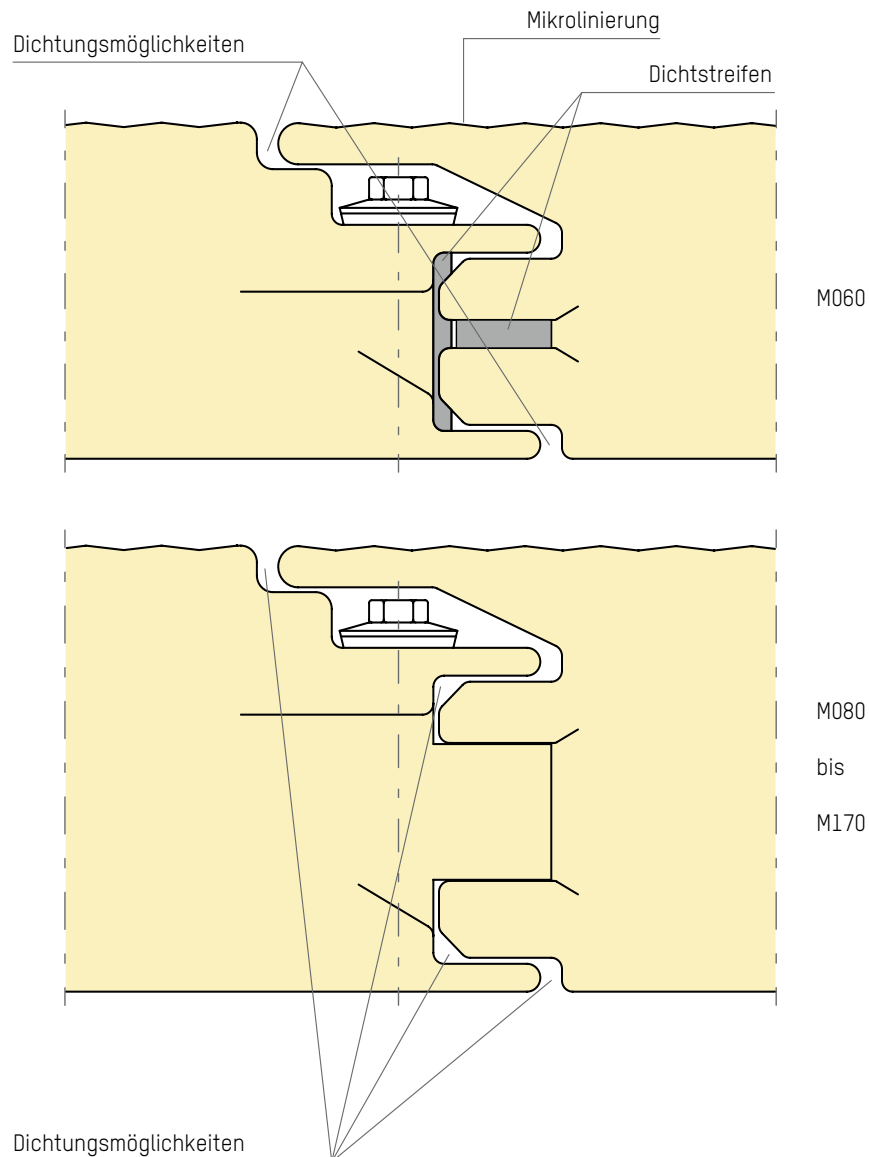 Mikrolinierung
Dichtungsmöglichkeiten
Dichtstreifen
M060
M080
bis
M170
Dichtungsmöglichkeiten